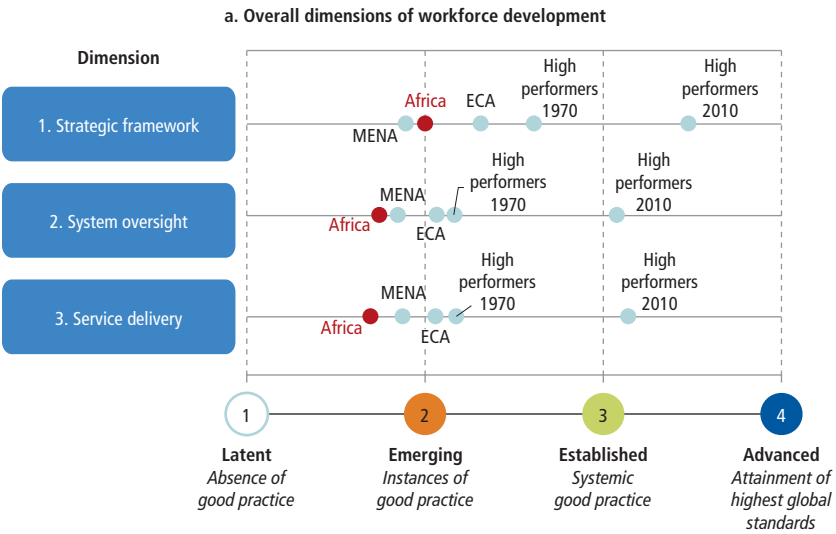 a. Overall dimensions of workforce development
Dimension
1. Strategic framework
MENA
Africa
ECA
High
performers
1970
High
performers
2010
2. System oversight
Africa
MENA
ECA
High
performers
1970
High
performers
2010
3. Service delivery
Africa
MENA
ECA
High
performers
1970
High
performers
2010
1
2
3
4
Latent
Absence of
good practice
Emerging
Instances of
good practice
Established
Systemic
good practice
Advanced
Attainment of
highest global
standards